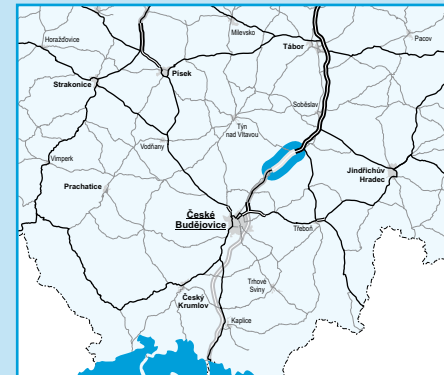 Milevsko
Horažďovice
Pacov
Tábor
Písek
Strakonice
Soběslav
Týn
nad Vltavou
Vodňany
Vimperk
Jindřichův
Hradec
Prachatice
České
Budějovice
Třeboň
Trhové
Sviny
Český
Krumlov
Kaplice